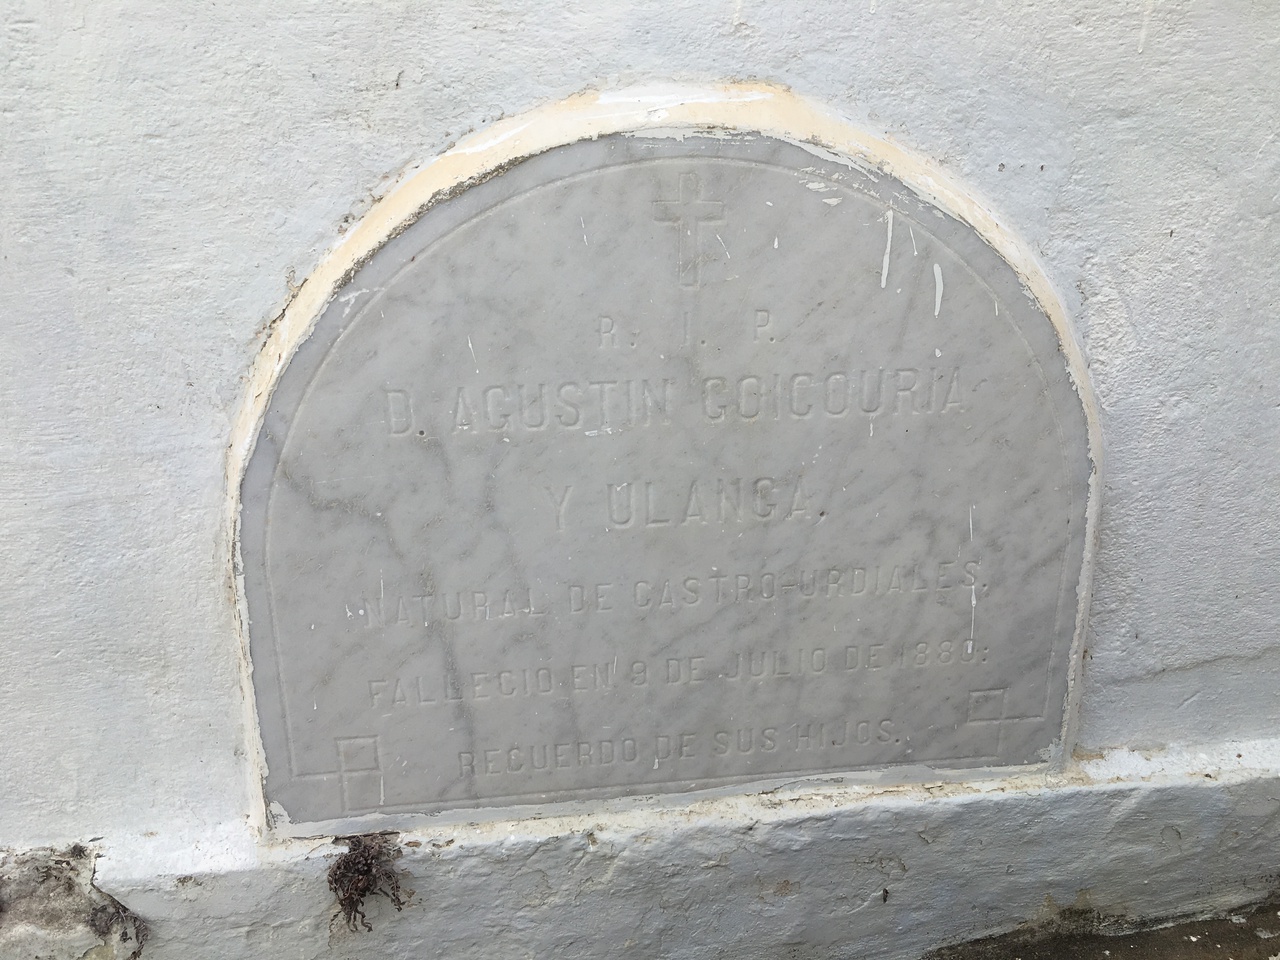 R. I. P.
D. AGUSTIN GOICOURIA
Y ULANGA.
NATURAL DE CASTRO-URDIALES.
FALLECIO EN 9 DE JULIO DE 1880.
RECUERDO DE SUS HIJOS.